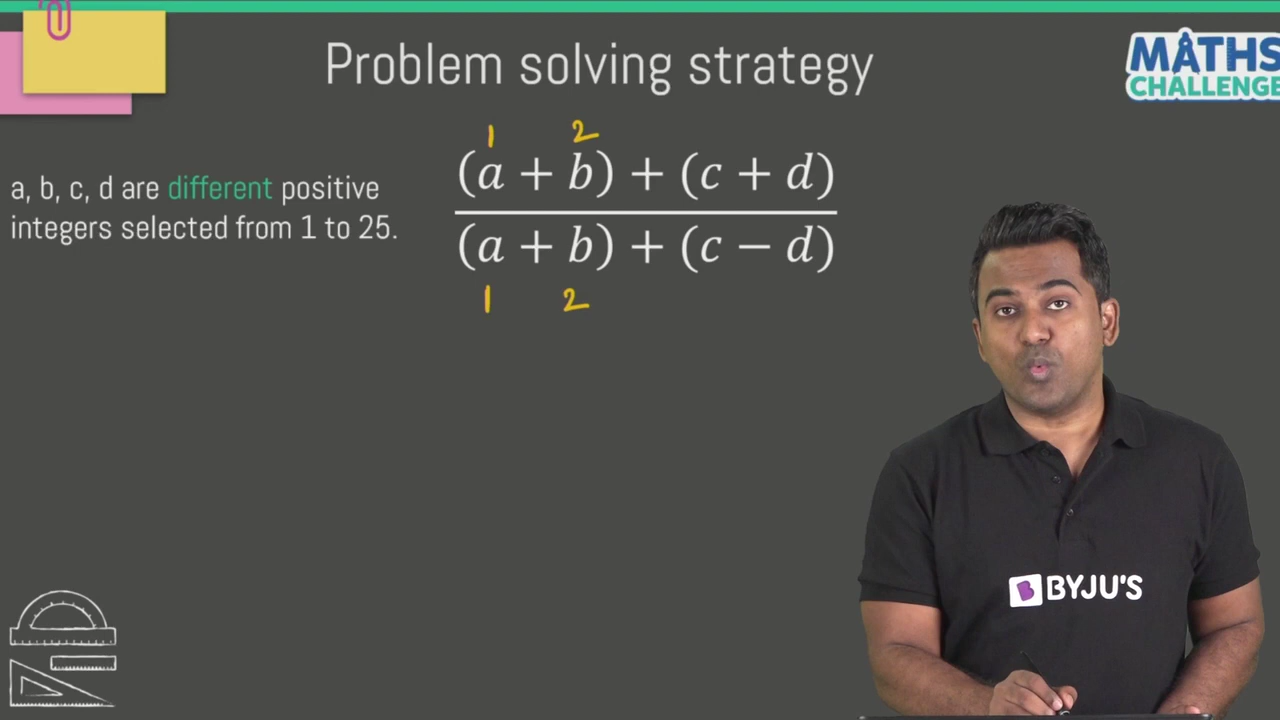 Problem solving strategy
MATHS
CHALLENGE
1 2
a, b, c, d are different positive
integers selected from 1 to 25.
(a + b) + (c + d)
(a + b) + (c − d)
1 2
B BYJU'S